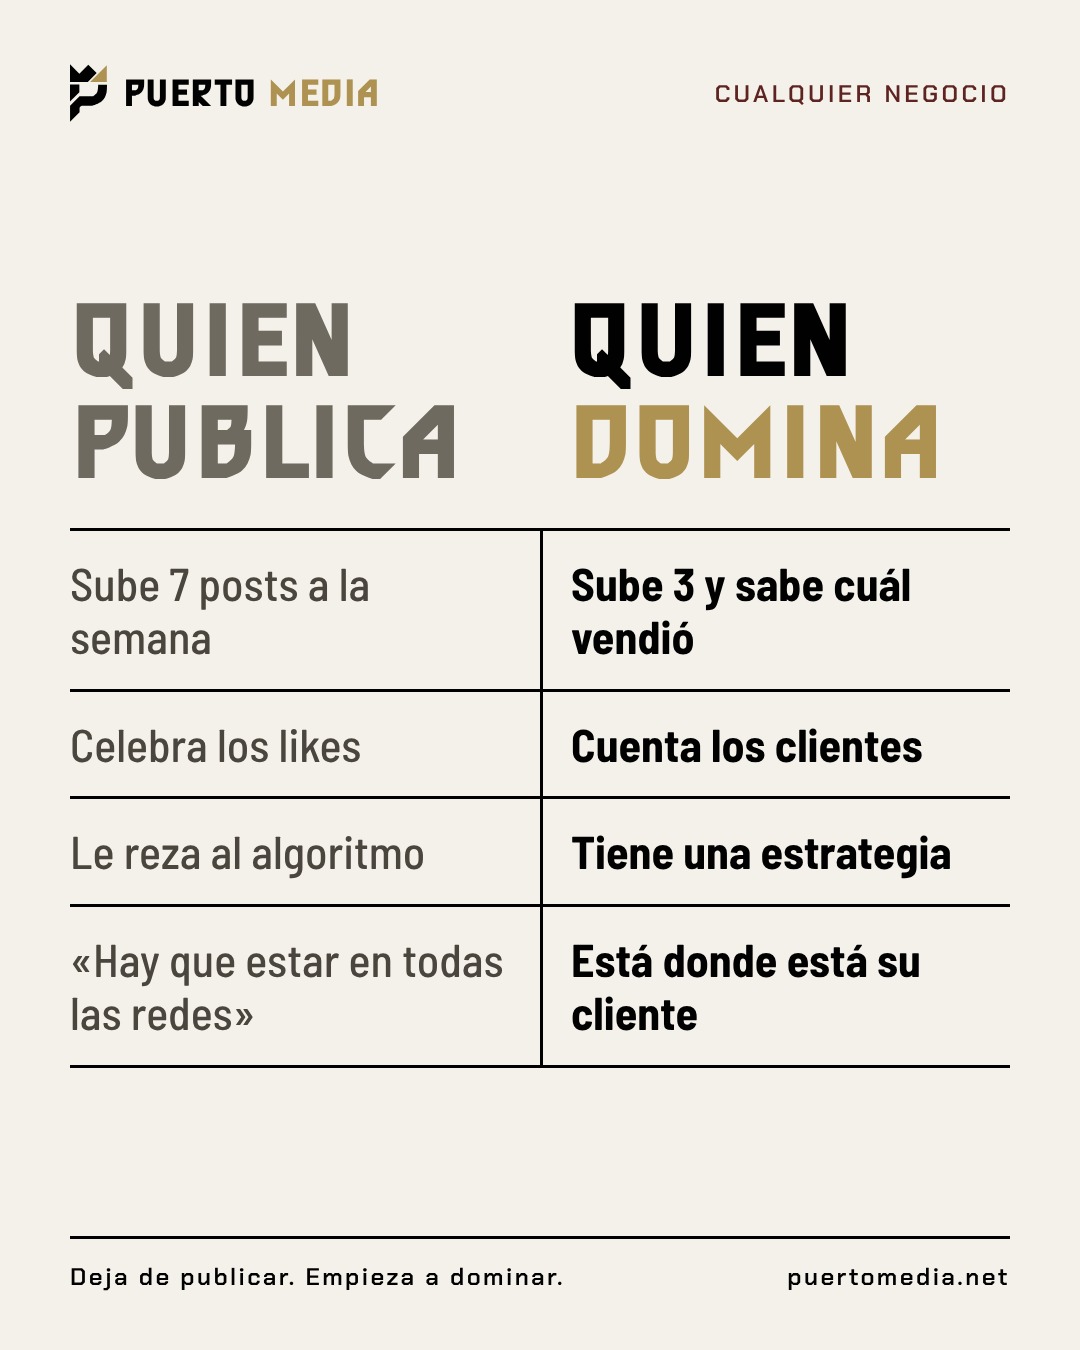 PUERTO MEDIA
CUALQUIER NEGOCIO
QUIEN
PUBLICA
QUIEN
DOMINA
Sube 7 posts a la
semana
Sube 3 y sabe cuál
vendió
Celebra los likes
Cuenta los clientes
Le reza al algoritmo
Tiene una estrategia
«Hay que estar en todas
las redes»
Está donde está su
cliente
Deja de publicar. Empieza a dominar.
puertomedia.net